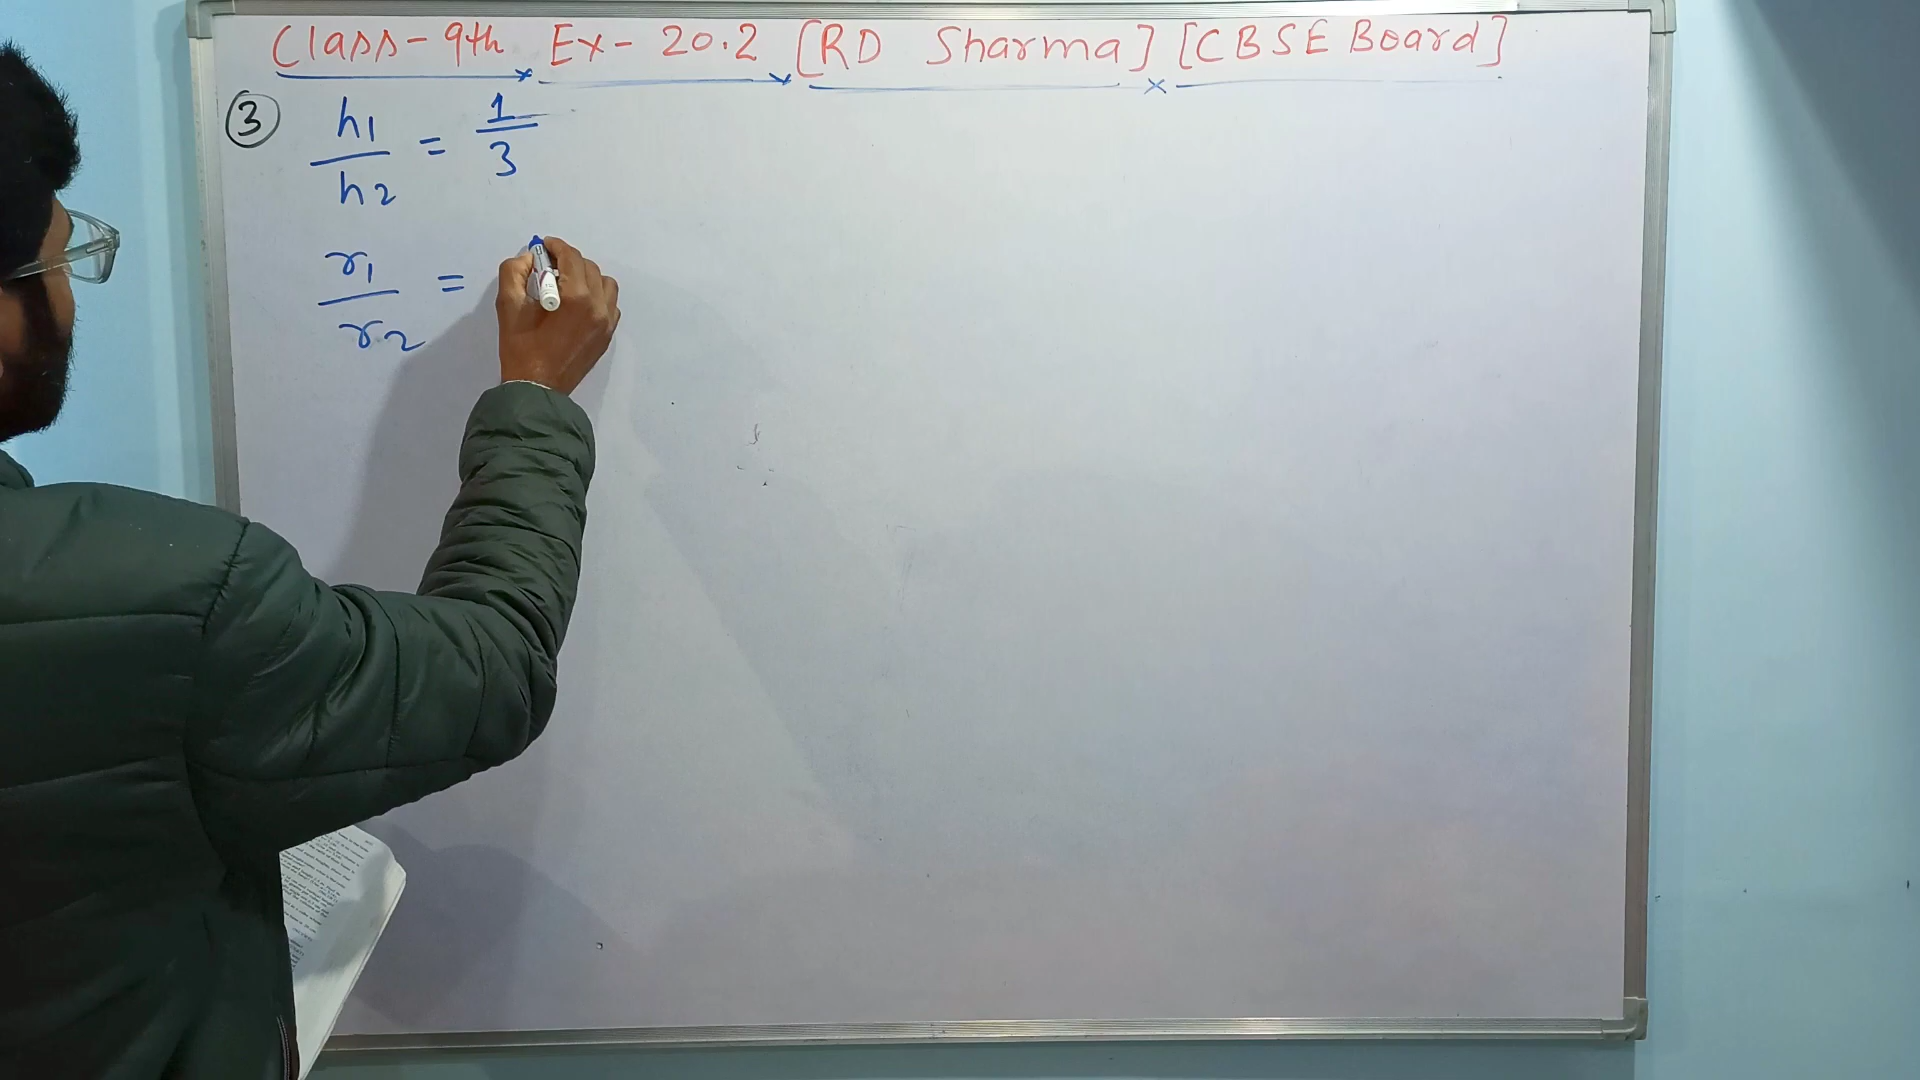 Class-9th Ex-20.2 [RD Sharma] [CBSE Board]
3 h1/h2 = 1/3
r1/r2 =